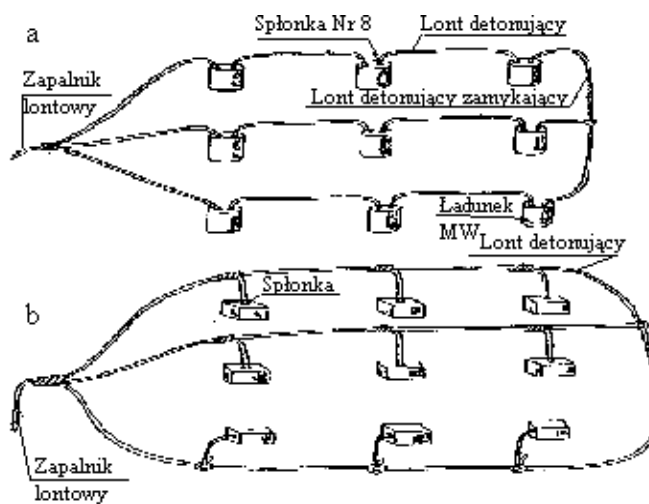 a
Spłonka Nr 8
Lont detonujący
Zapalnik
lontowy
Lont detonujący zamykający
Ładunek
MW
Lont detonujący
Spłonka
b
Zapalnik
lontowy